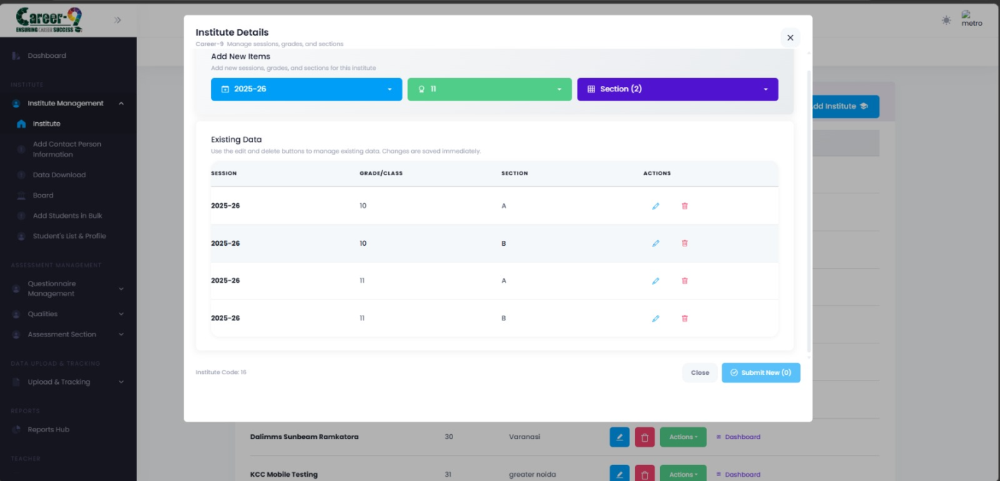 Career-9
ENSURING CAREER SUCCESS
metro
Dashboard
INSTITUTE
Institute Management
Institute
Add Contact Person
Information
Data Download
Board
Add Students in Bulk
Student's List & Profile
ASSESSMENT MANAGEMENT
Questionnaire
Management
Qualities
Assessment Section
DATA UPLOAD & TRACKING
Upload & Tracking
REPORTS
Reports Hub
TEACHER
Institute Details
Career-9 Manage sessions, grades, and sections
Add New Items
Add new sessions, grades, and sections for this institute
2025-26 11 Section (2)
Existing Data
Use the edit and delete buttons to manage existing data. Changes are saved immediately.
SESSION GRADE/CLASS SECTION ACTIONS
2025-26 10 A
2025-26 10 B
2025-26 11 A
2025-26 11 B
Institute Code: 16 Close Submit New (0)
dd Institute
Dalimms Sunbeam Ramkatora 30 Varanasi Actions Dashboard
KCC Mobile Testing 31 greater noida Actions Dashboard